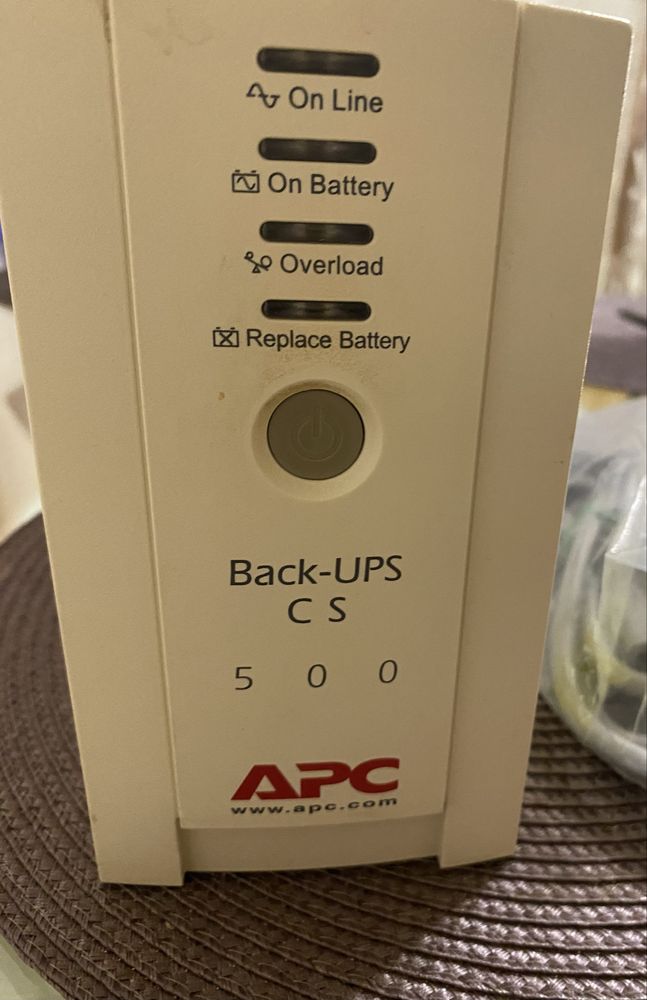 On Line
On Battery
Overload
Replace Battery
Back-UPS
CS
500
APC
www.apc.com